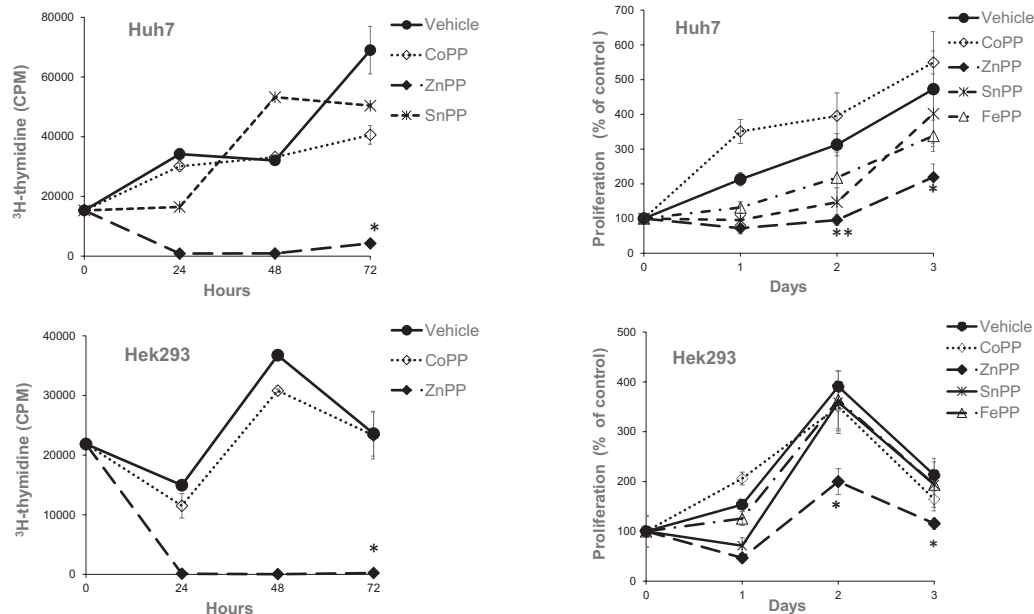 Huh7
³H-thymidine (CPM)
80000
60000
40000
20000
0
0 24 48 72
Hours
*
Vehicle
CoPP
ZnPP
SnPP
Huh7
Proliferation (% of control )
700
600
500
400
300
200
100
0
0 1 2 3
Days
**
*
Vehicle
CoPP
ZnPP
SnPP
FePP
Hek293
³H-thymidine (CPM)
40000
30000
20000
10000
0
0 24 48 72
Hours
*
Vehicle
CoPP
ZnPP
Hek293
Proliferation (% of control)
500
400
300
200
100
0
0 1 2 3
Days
*
*
Vehicle
CoPP
ZnPP
SnPP
FePP